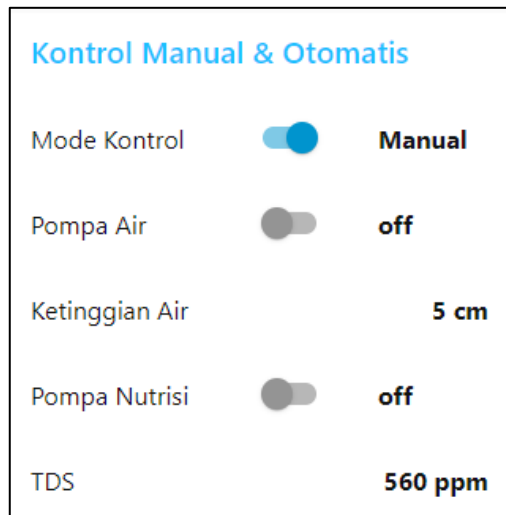 Kontrol Manual & Otomatis
Mode Kontrol Manual
Pompa Air off
Ketinggian Air 5 cm
Pompa Nutrisi off
TDS 560 ppm